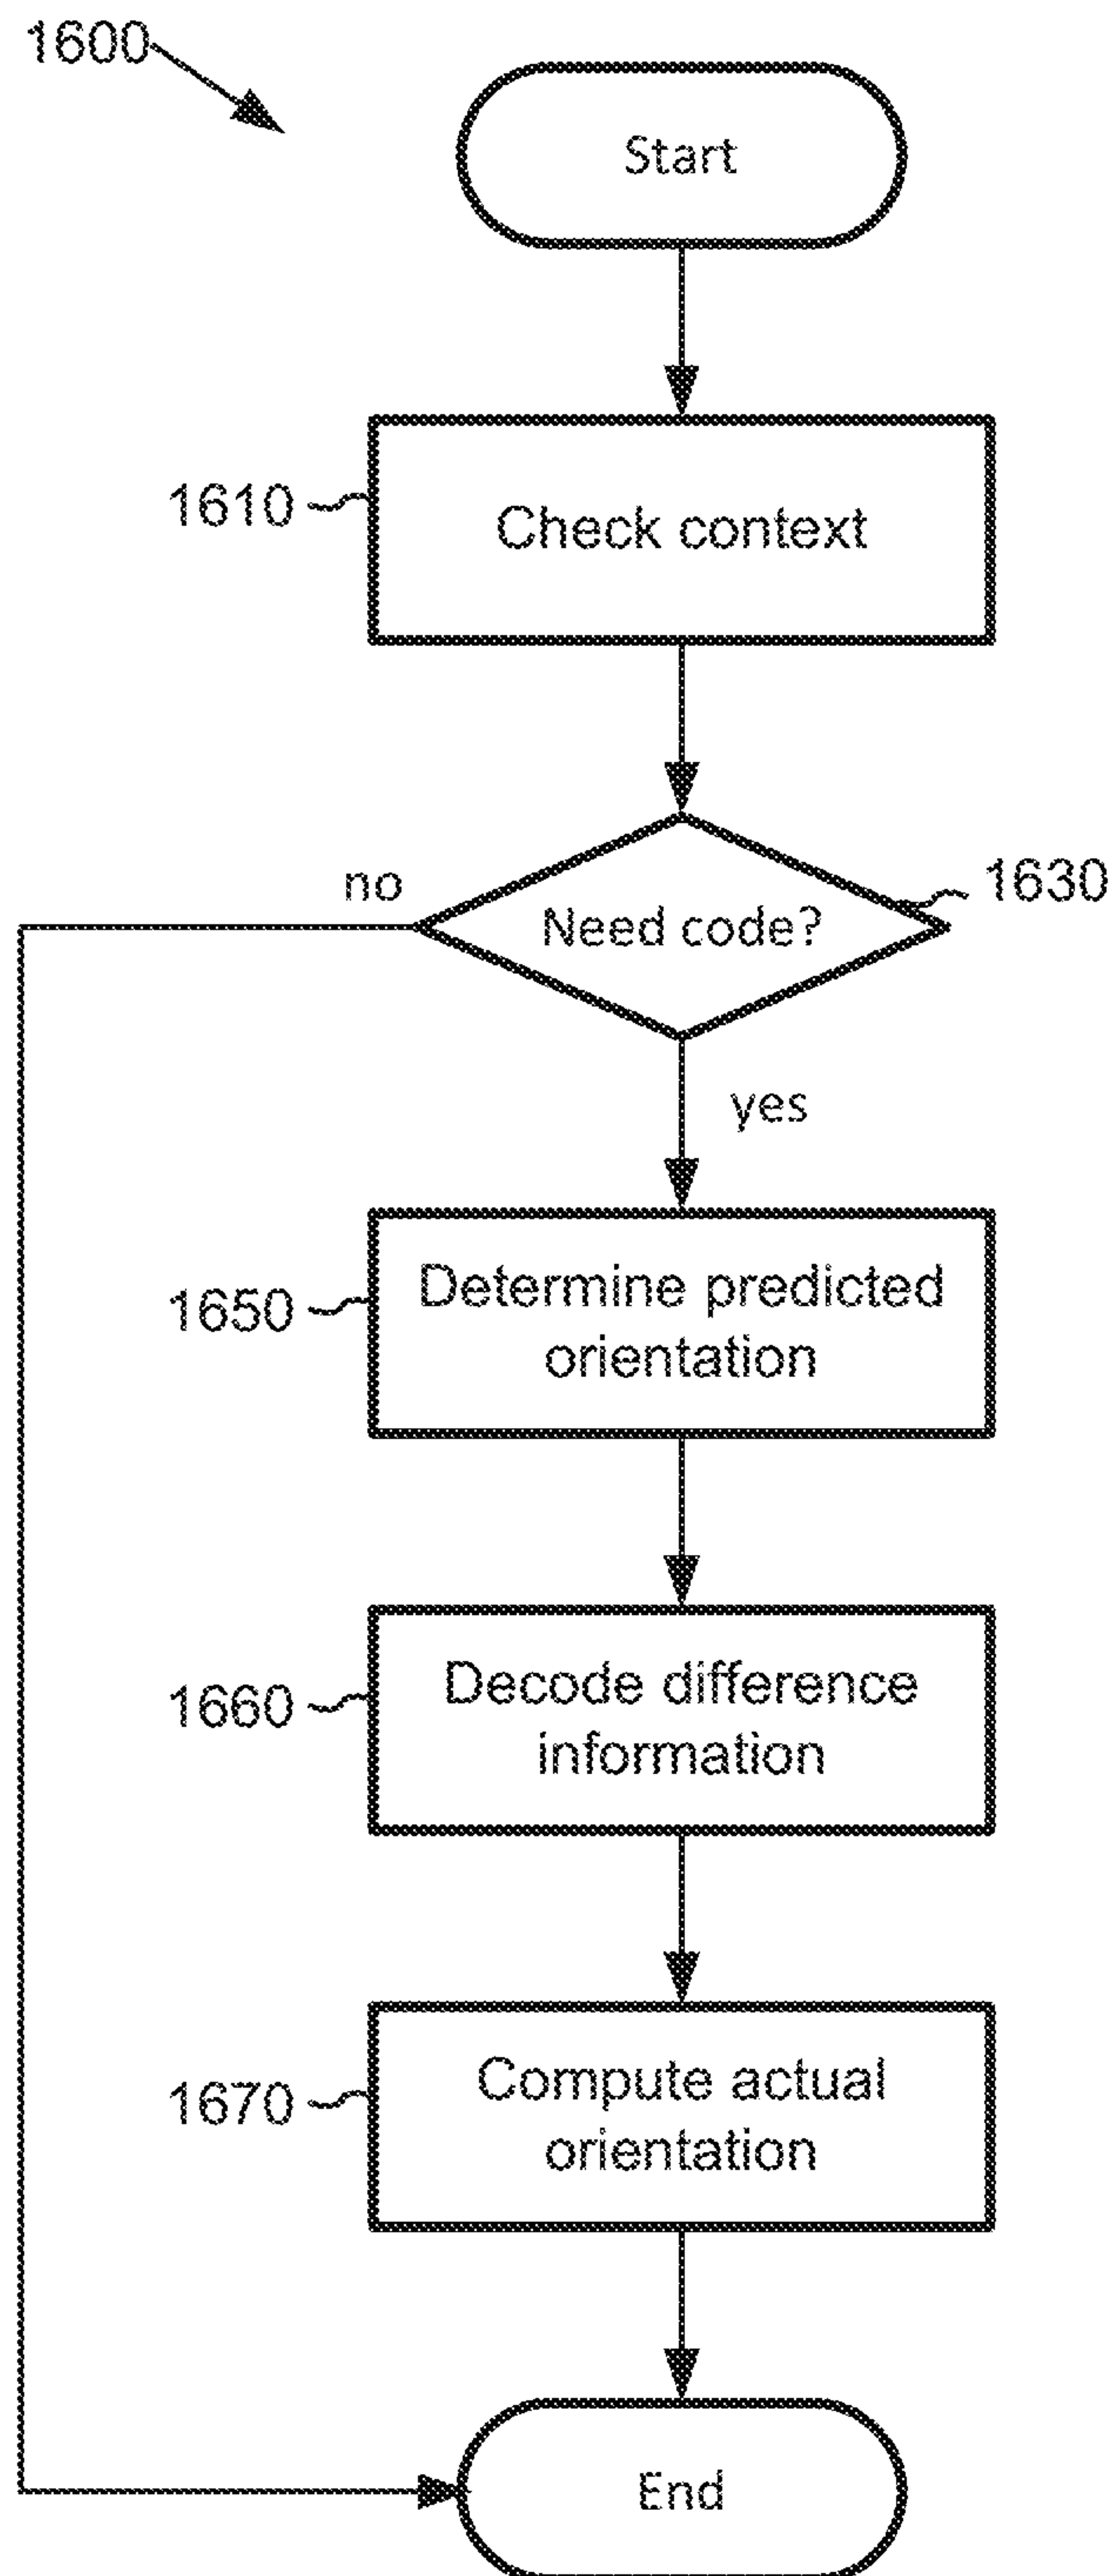 1600
Start
1610
Check context
no
1630
Need code?
yes
1650
Determine predicted
orientation
1660
Decode difference
information
1670
Compute actual
orientation
End